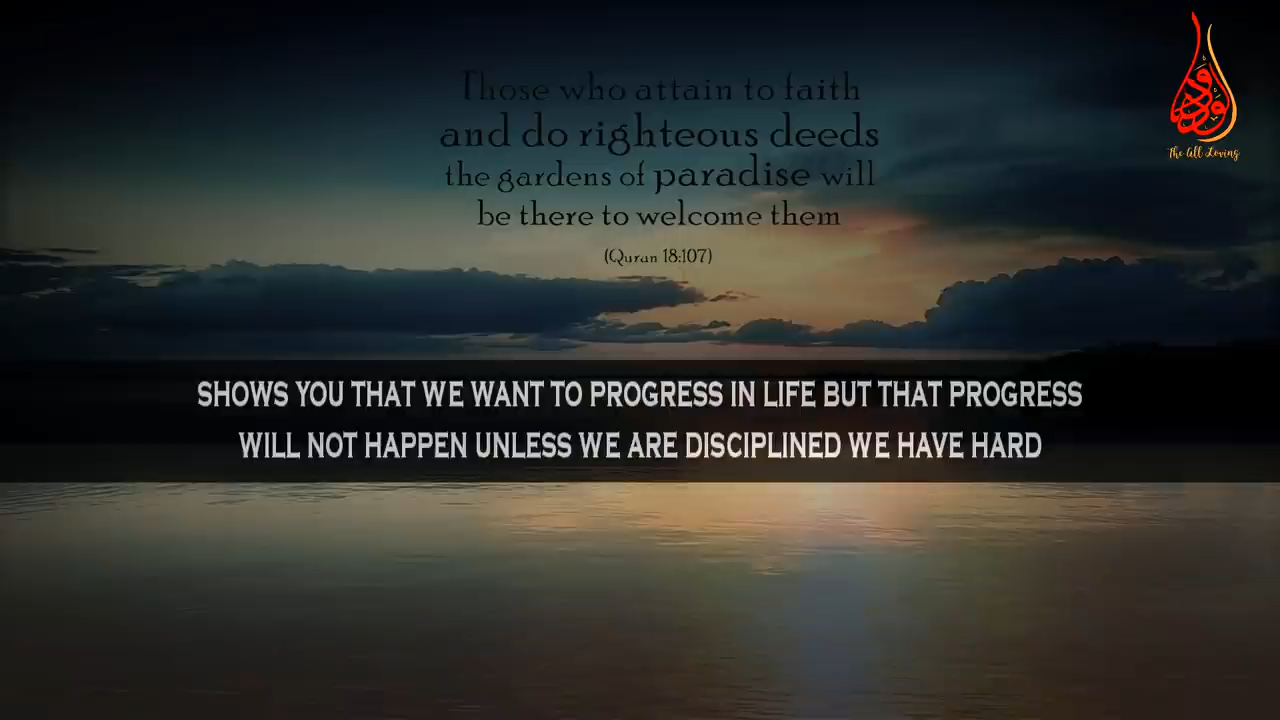 Those who attain to faith
and do righteous deeds
the gardens of paradise will
be there to welcome them
(Quran 18:107)
الودود
The All Loving
SHOWS YOU THAT WE WANT TO PROGRESS IN LIFE BUT THAT PROGRESS
WILL NOT HAPPEN UNLESS WE ARE DISCIPLINED WE HAVE HARD